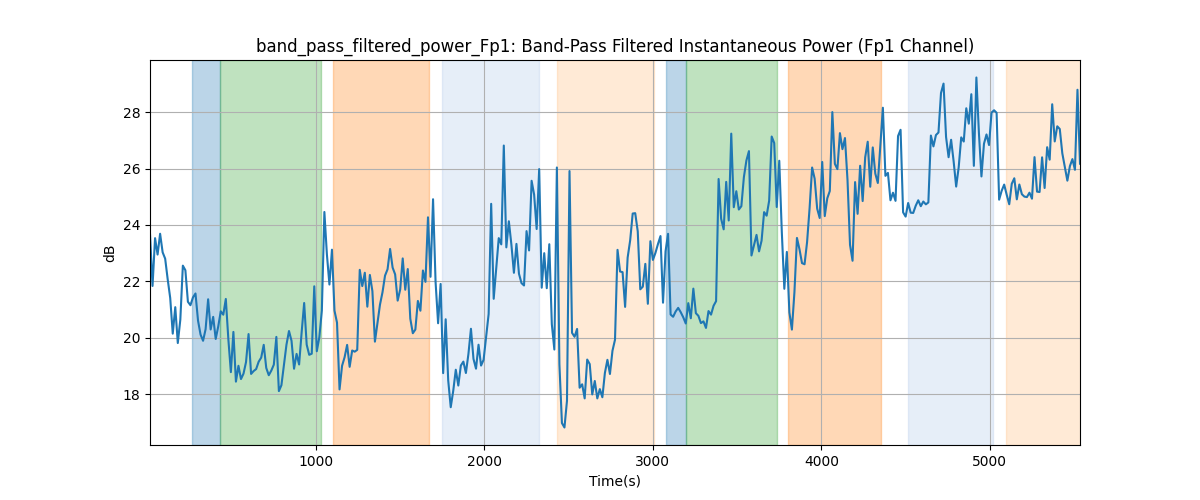 band_pass_filtered_power_Fp1: Band-Pass Filtered Instantaneous Power (Fp1 Channel)
28
26
24
22
20
18
dB
1000 2000 3000 4000 5000
Time(s)